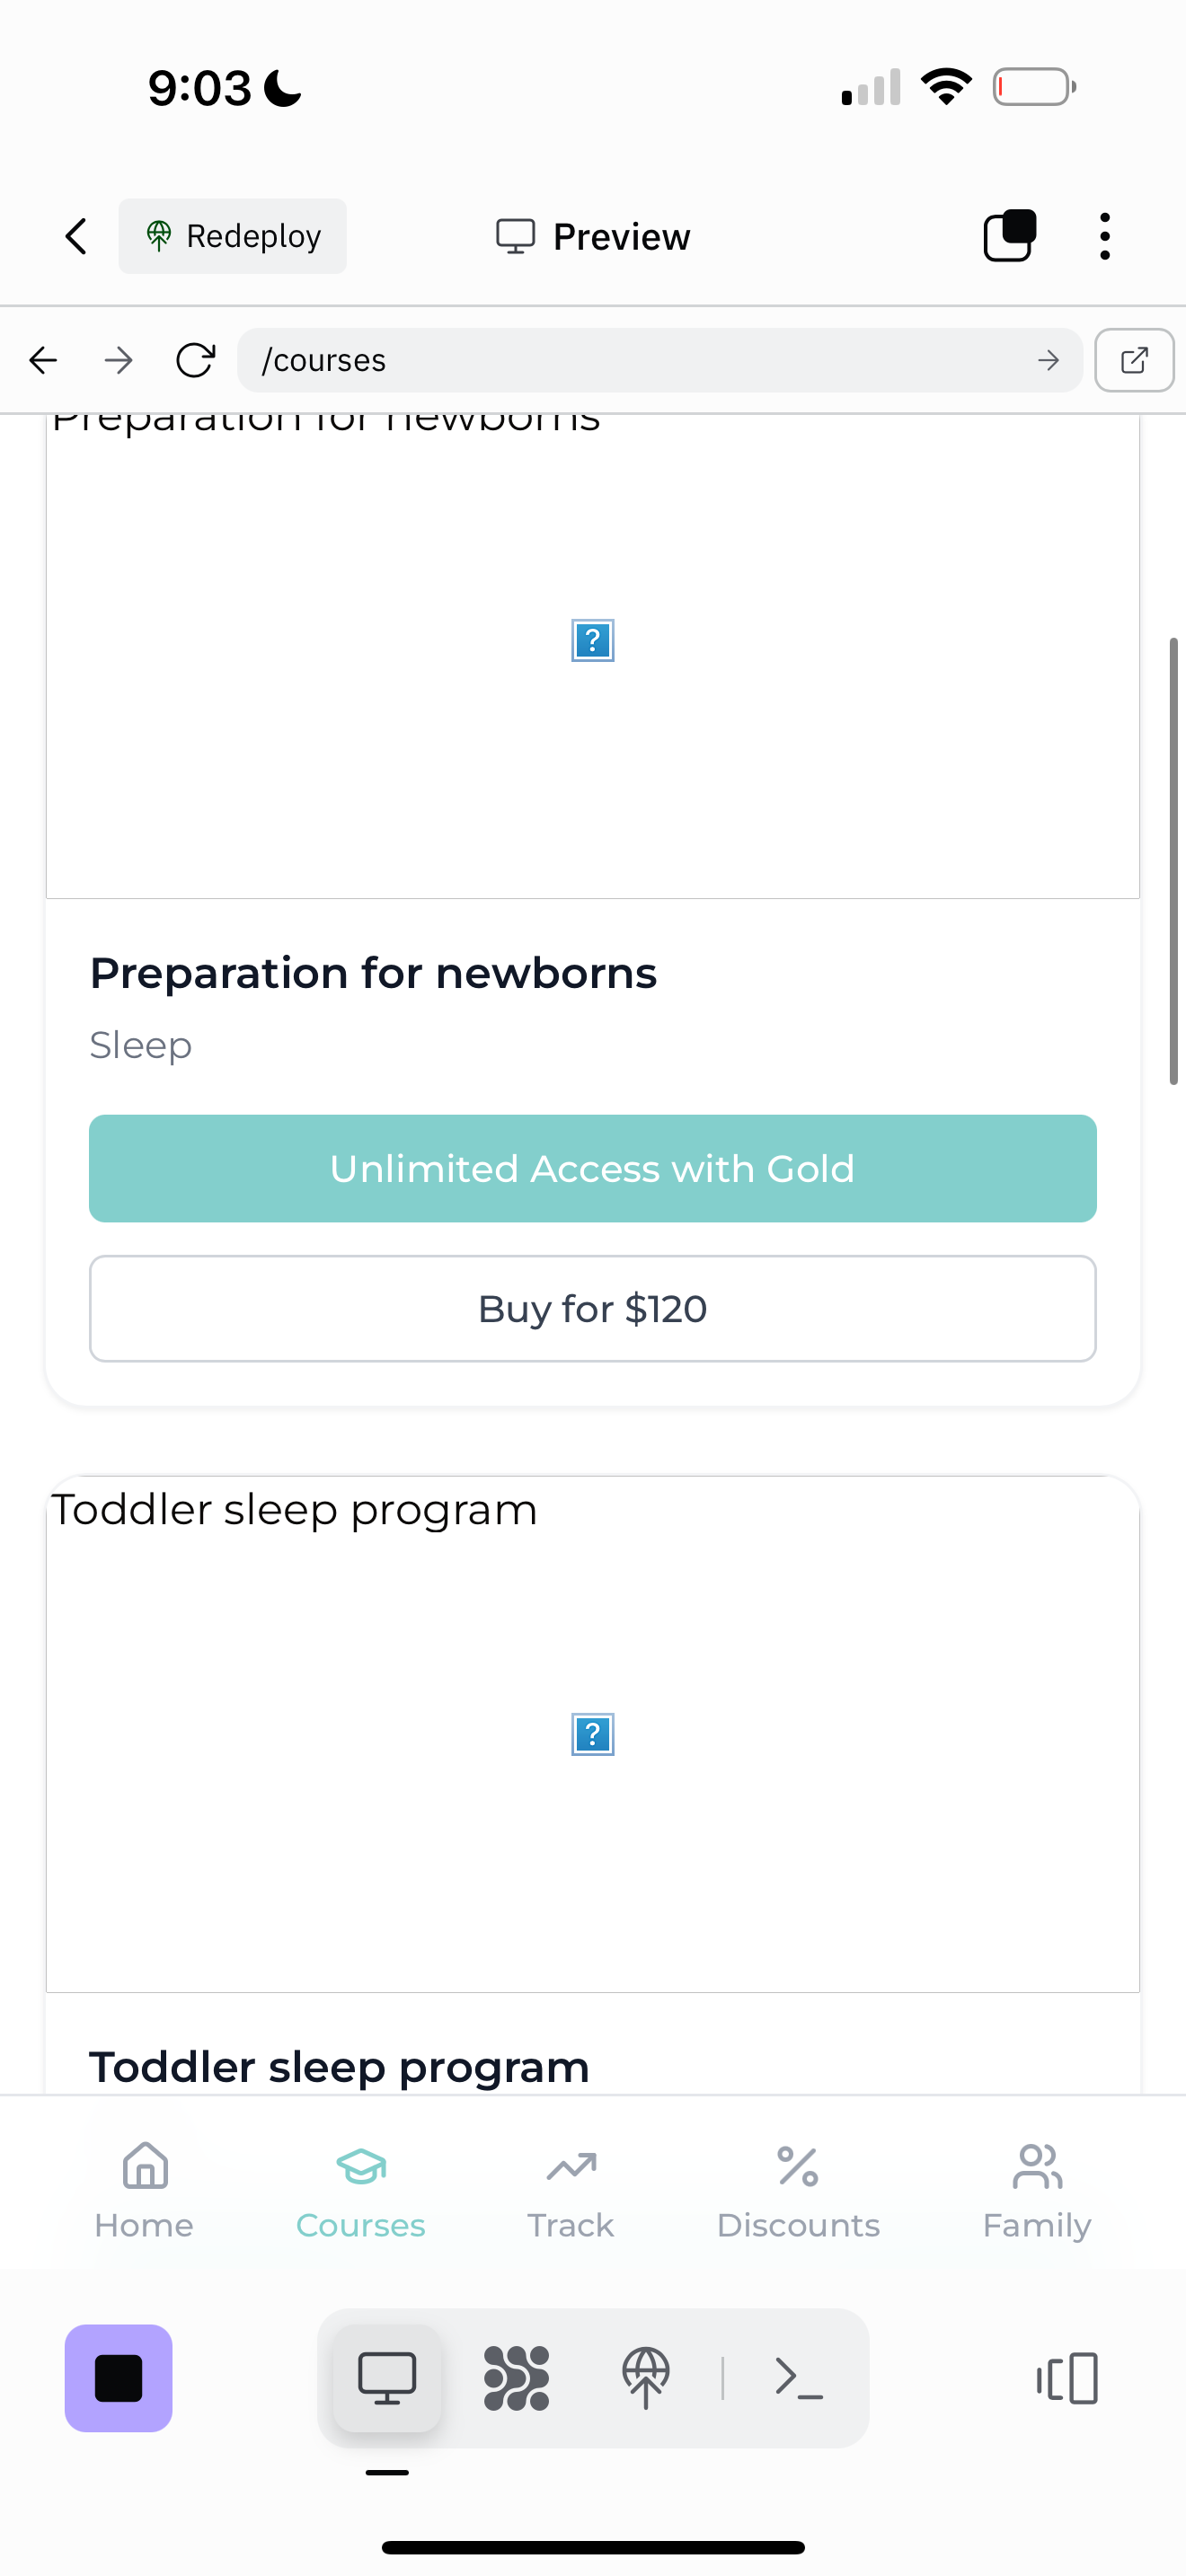 9:03
Redeploy
Preview
/courses
Preparation for newborns
?
Preparation for newborns
Sleep
Unlimited Access with Gold
Buy for $120
Toddler sleep program
?
Toddler sleep program
Home
Courses
Track
Discounts
Family